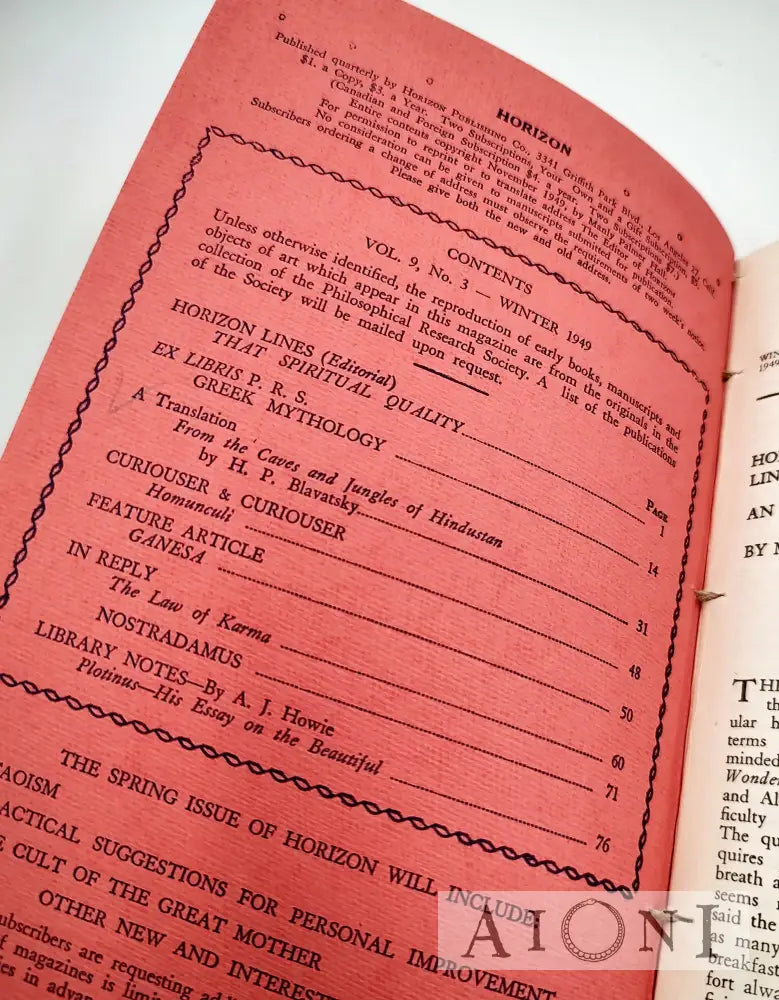 HORIZON
Published quarterly by HORIZON PUBLISHING CO., 3341 Griffith Park Blvd., Los Angeles 27, Calif.
$1. a Copy, $3. a Year. Two Subscriptions, Your Own and a Gift Subscription, $5.
(Canadian and Foreign Subscriptions $4. a year. Two Subscriptions, $7.)
Entire contents copyright November 1949, by Manly Palmer Hall
For permission to reprint or to translate address The Editor of HORIZON
No consideration can be given to manuscripts submitted for publication.
Subscribers ordering a change of address must observe the requirements of two week's notice.
Please give both the new and old address.
CONTENTS
VOL. 9, No. 3 — WINTER 1949
Unless otherwise identified, the reproduction of early books, manuscripts and
objects of art which appear in this magazine are from the originals in the
collection of the Philosophical Research Society. A list of the publications
of the Society will be mailed upon request.
PAGE
HORIZON LINES (Editorial)
THAT SPIRITUAL QUALITY 1
EX LIBRIS P. R. S.
GREEK MYTHOLOGY 14
A Translation
From the Caves and Jungles of Hindustan
by H. P. Blavatsky 31
CURIOUSER & CURIOUSER
Homunculi 48
FEATURE ARTICLE
GANESA 50
IN REPLY
The Law of Karma 60
NOSTRADAMUS 71
LIBRARY NOTES—By A. J. Howie
Plotinus—His Essay on the Beautiful 76
THE SPRING ISSUE OF HORIZON WILL INCLUDE:
TAOISM
ACTICAL SUGGESTIONS FOR PERSONAL IMPROVEMENT
E CULT OF THE GREAT MOTHER
OTHER NEW AND INTEREST
ubscribers are requesting
f magazines is limi
ies in advan
WIN
1949
HO
LIN
AN
BY M
THE
th
ular h
terms
minded
Wonder
and Al
ficulty
The qu
quires
breath a
seems
said the
as many
breakfast
fort alwa
AIONI